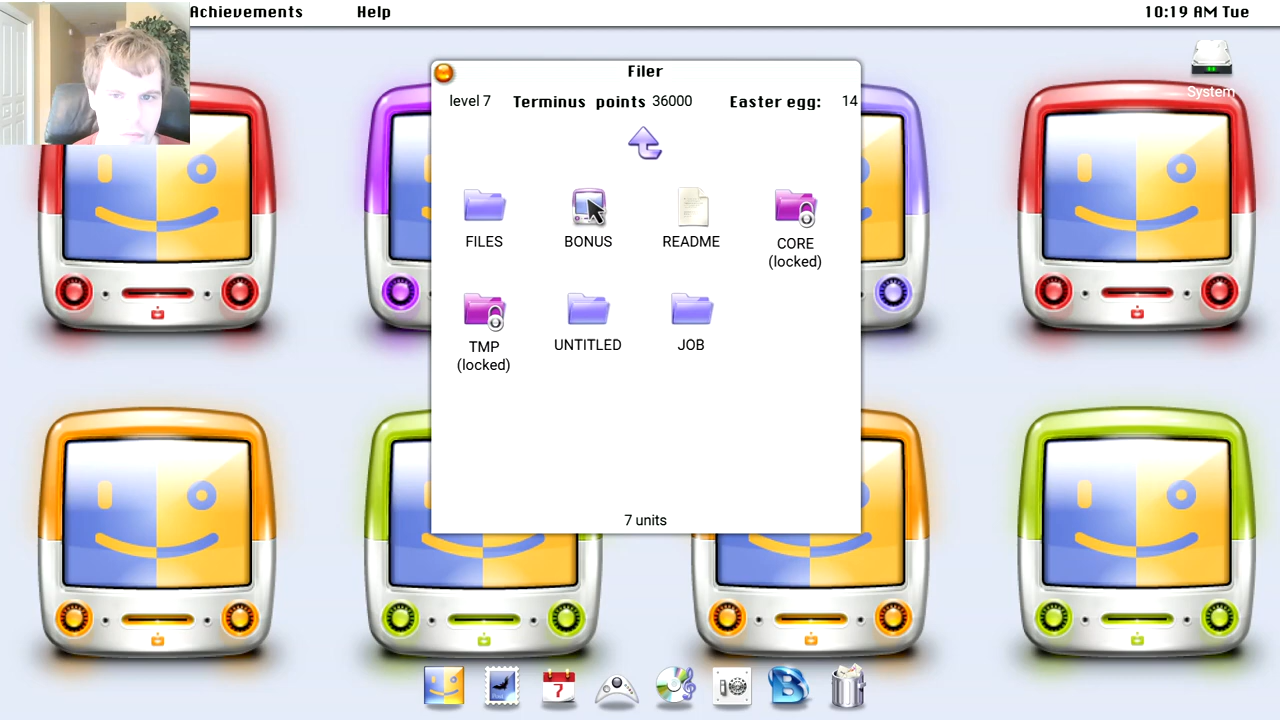 Achievements Help 10:19 AM Tue
System
Filer
level 7 Terminus points 36000 Easter egg: 14
FILES BONUS README CORE
(locked)
TMP
(locked) UNTITLED JOB
7 units
7